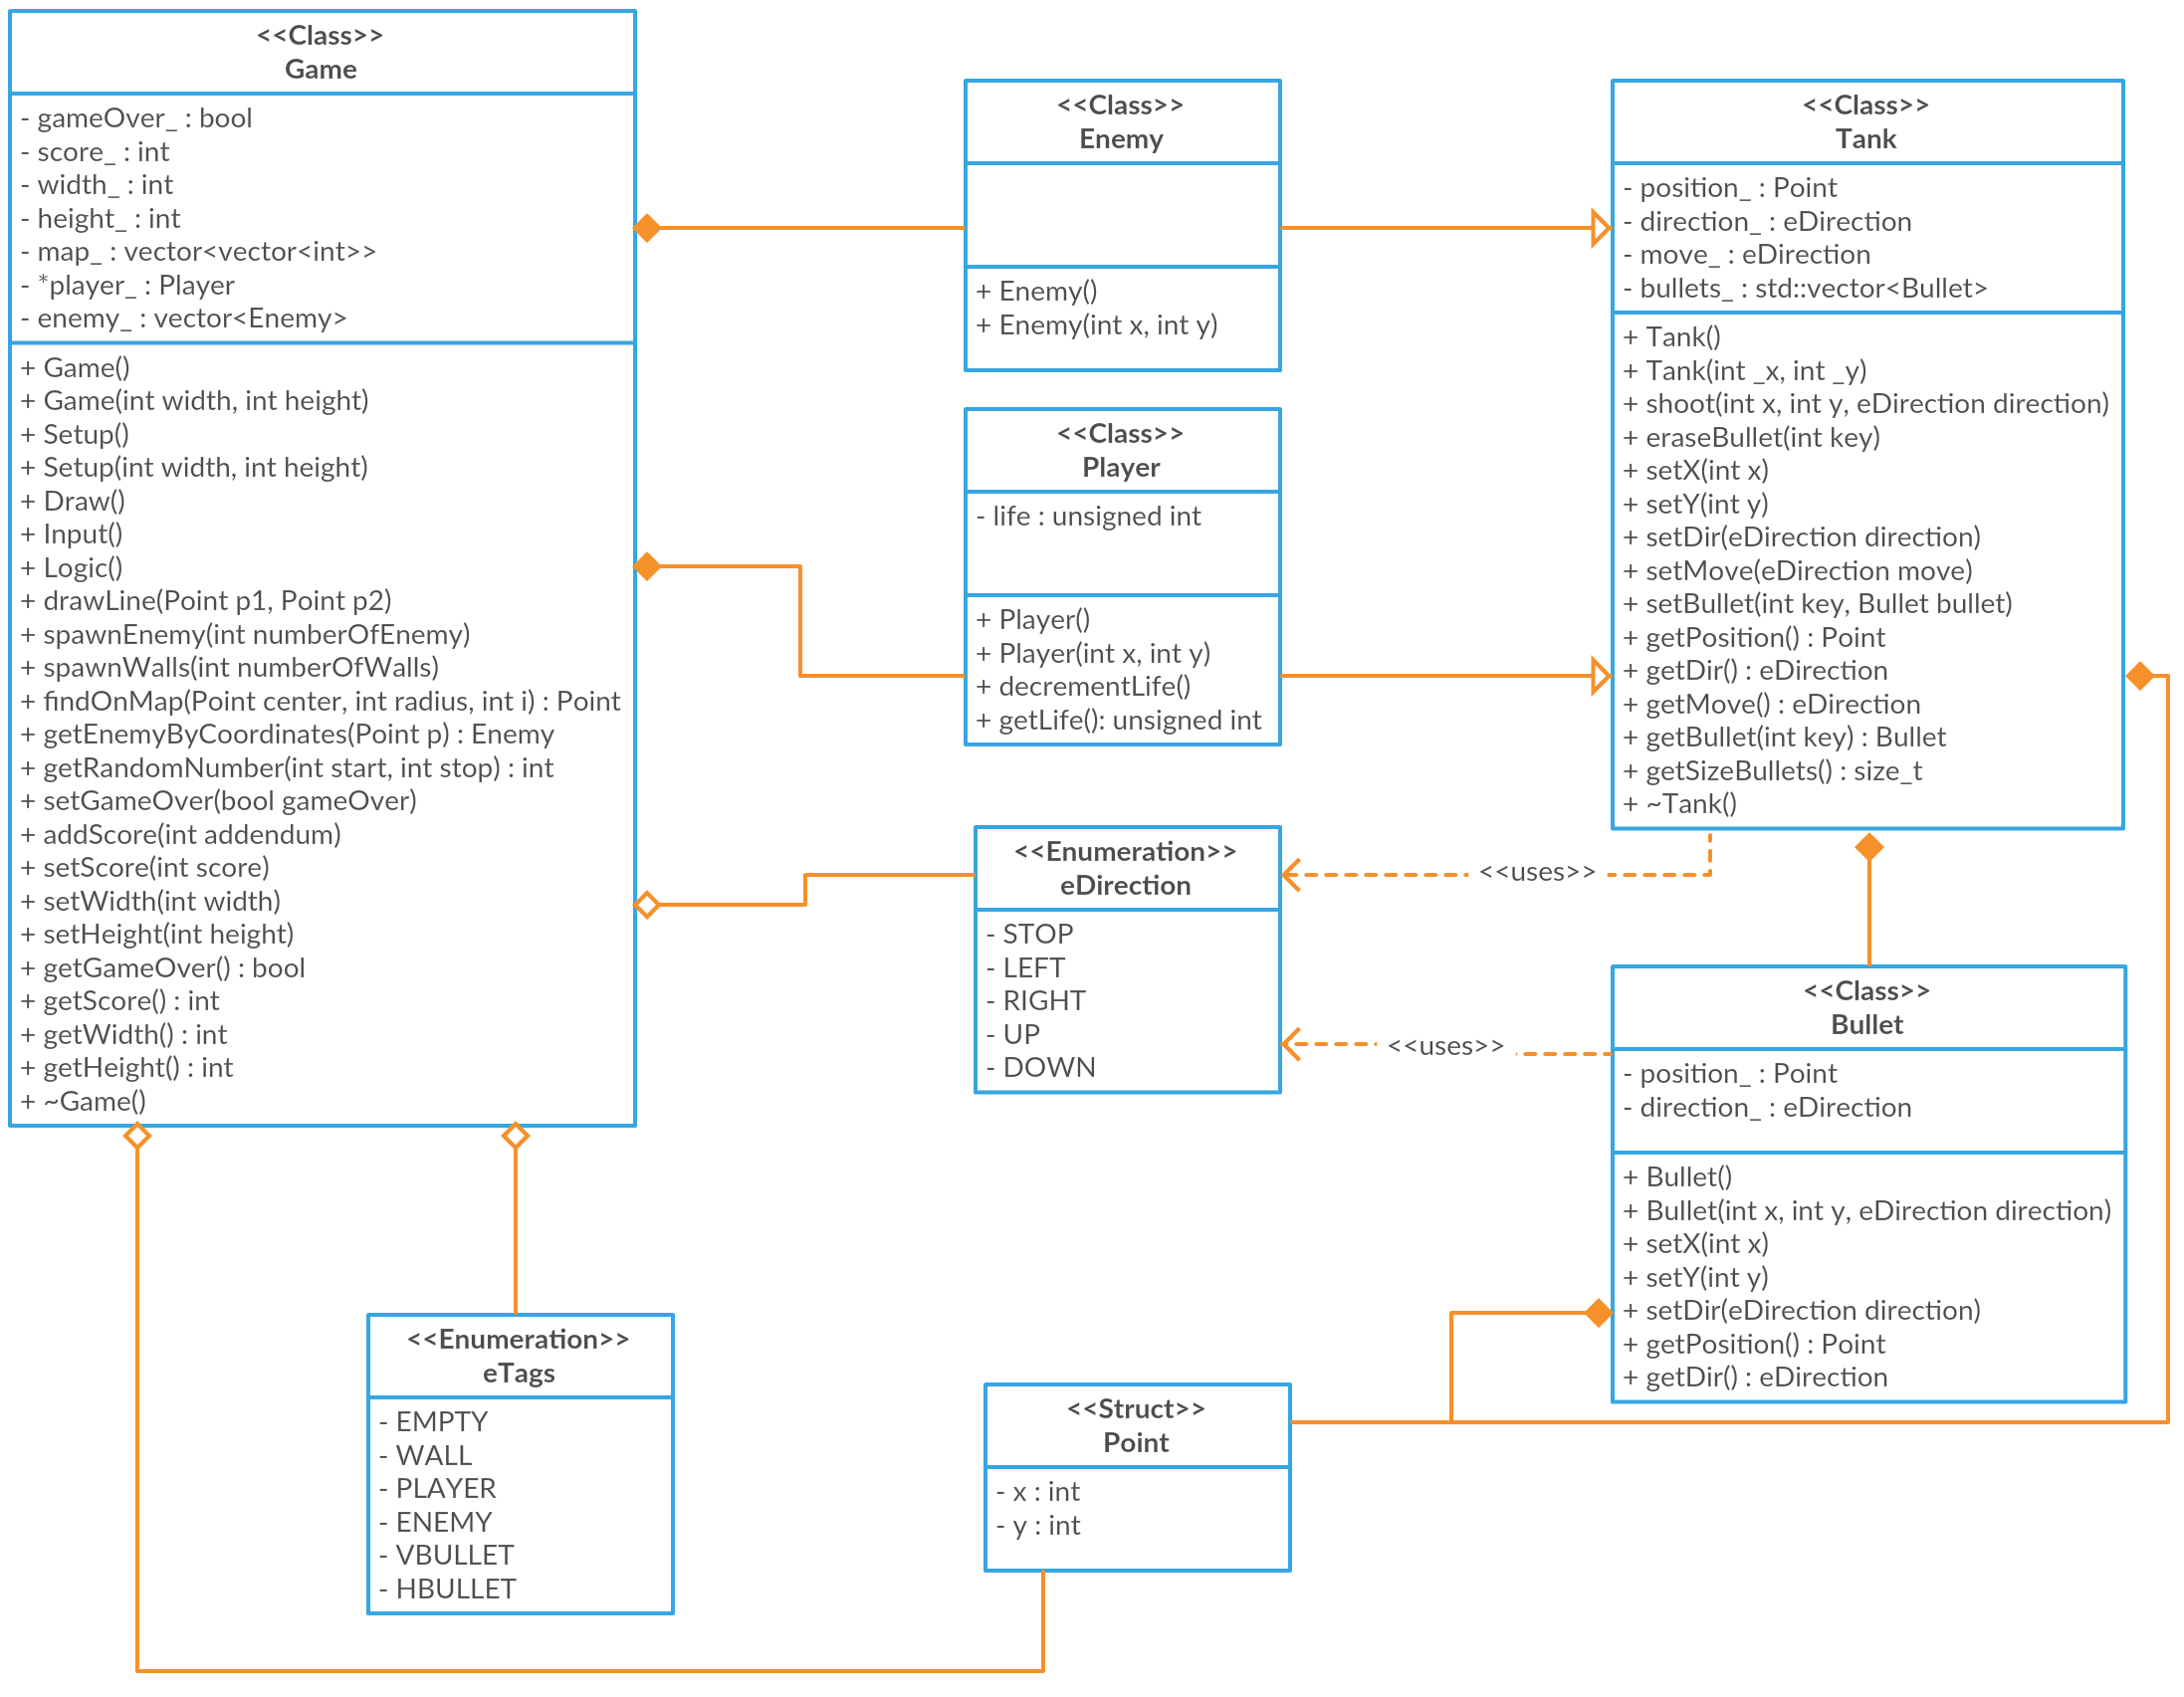 <<Class>>
Game
- gameOver_ : bool
- score_ : int
- width_ : int
- height_ : int
- map_ : vector<vector<int>>
- *player_ : Player
- enemy_ : vector<Enemy>
+ Game()
+ Game(int width, int height)
+ Setup()
+ Setup(int width, int height)
+ Draw()
+ Input()
+ Logic()
+ drawLine(Point p1, Point p2)
+ spawnEnemy(int numberOfEnemy)
+ spawnWalls(int numberOfWalls)
+ findOnMap(Point center, int radius, int i) : Point
+ getEnemyByCoordinates(Point p) : Enemy
+ getRandomNumber(int start, int stop) : int
+ setGameOver(bool gameOver)
+ addScore(int addendum)
+ setScore(int score)
+ setWidth(int width)
+ setHeight(int height)
+ getGameOver() : bool
+ getScore() : int
+ getWidth() : int
+ getHeight() : int
+ ~Game()
<<Class>>
Enemy
+ Enemy()
+ Enemy(int x, int y)
<<Class>>
Player
- life : unsigned int
+ Player()
+ Player(int x, int y)
+ decrementLife()
+ getLife(): unsigned int
<<Class>>
Tank
- position_ : Point
- direction_ : eDirection
- move_ : eDirection
- bullets_ : std::vector<Bullet>
+ Tank()
+ Tank(int _x, int _y)
+ shoot(int x, int y, eDirection direction)
+ eraseBullet(int key)
+ setX(int x)
+ setY(int y)
+ setDir(eDirection direction)
+ setMove(eDirection move)
+ setBullet(int key, Bullet bullet)
+ getPosition() : Point
+ getDir() : eDirection
+ getMove() : eDirection
+ getBullet(int key) : Bullet
+ getSizeBullets() : size_t
+ ~Tank()
<<Enumeration>>
eDirection
- STOP
- LEFT
- RIGHT
- UP
- DOWN
<<uses>>
<<uses>>
<<Class>>
Bullet
- position_ : Point
- direction_ : eDirection
+ Bullet()
+ Bullet(int x, int y, eDirection direction)
+ setX(int x)
+ setY(int y)
+ setDir(eDirection direction)
+ getPosition() : Point
+ getDir() : eDirection
<<Enumeration>>
eTags
- EMPTY
- WALL
- PLAYER
- ENEMY
- VBULLET
- HBULLET
<<Struct>>
Point
- x : int
- y : int